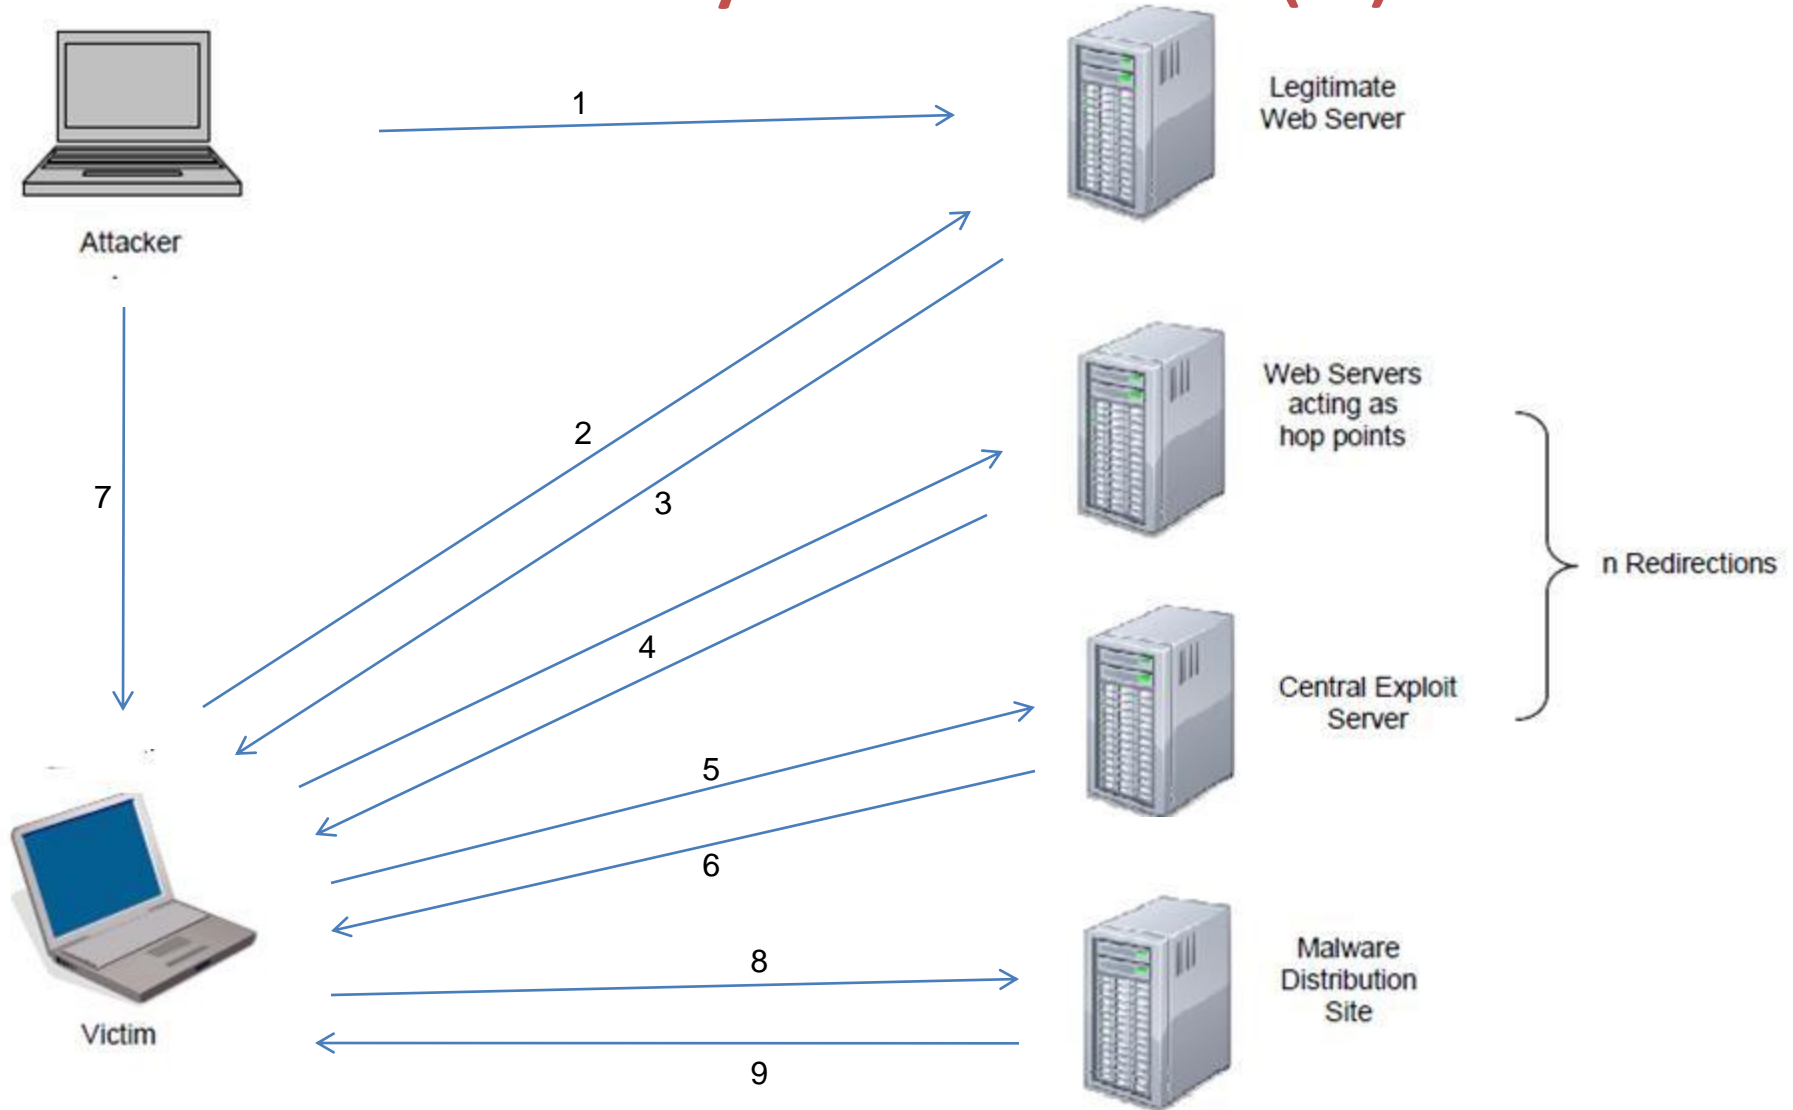 1
Legitimate
Web Server
Attacker
2
3
7
Web Servers
acting as
hop points
n Redirections
4
Central Exploit
Server
5
6
8
Malware
Distribution
Site
Victim
9